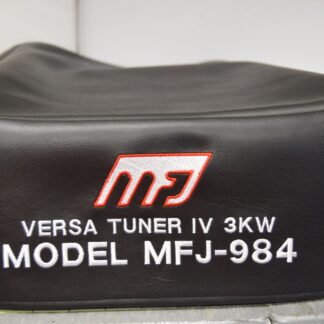 MFJ
VERSA TUNER IV 3KW
MODEL MFJ-984